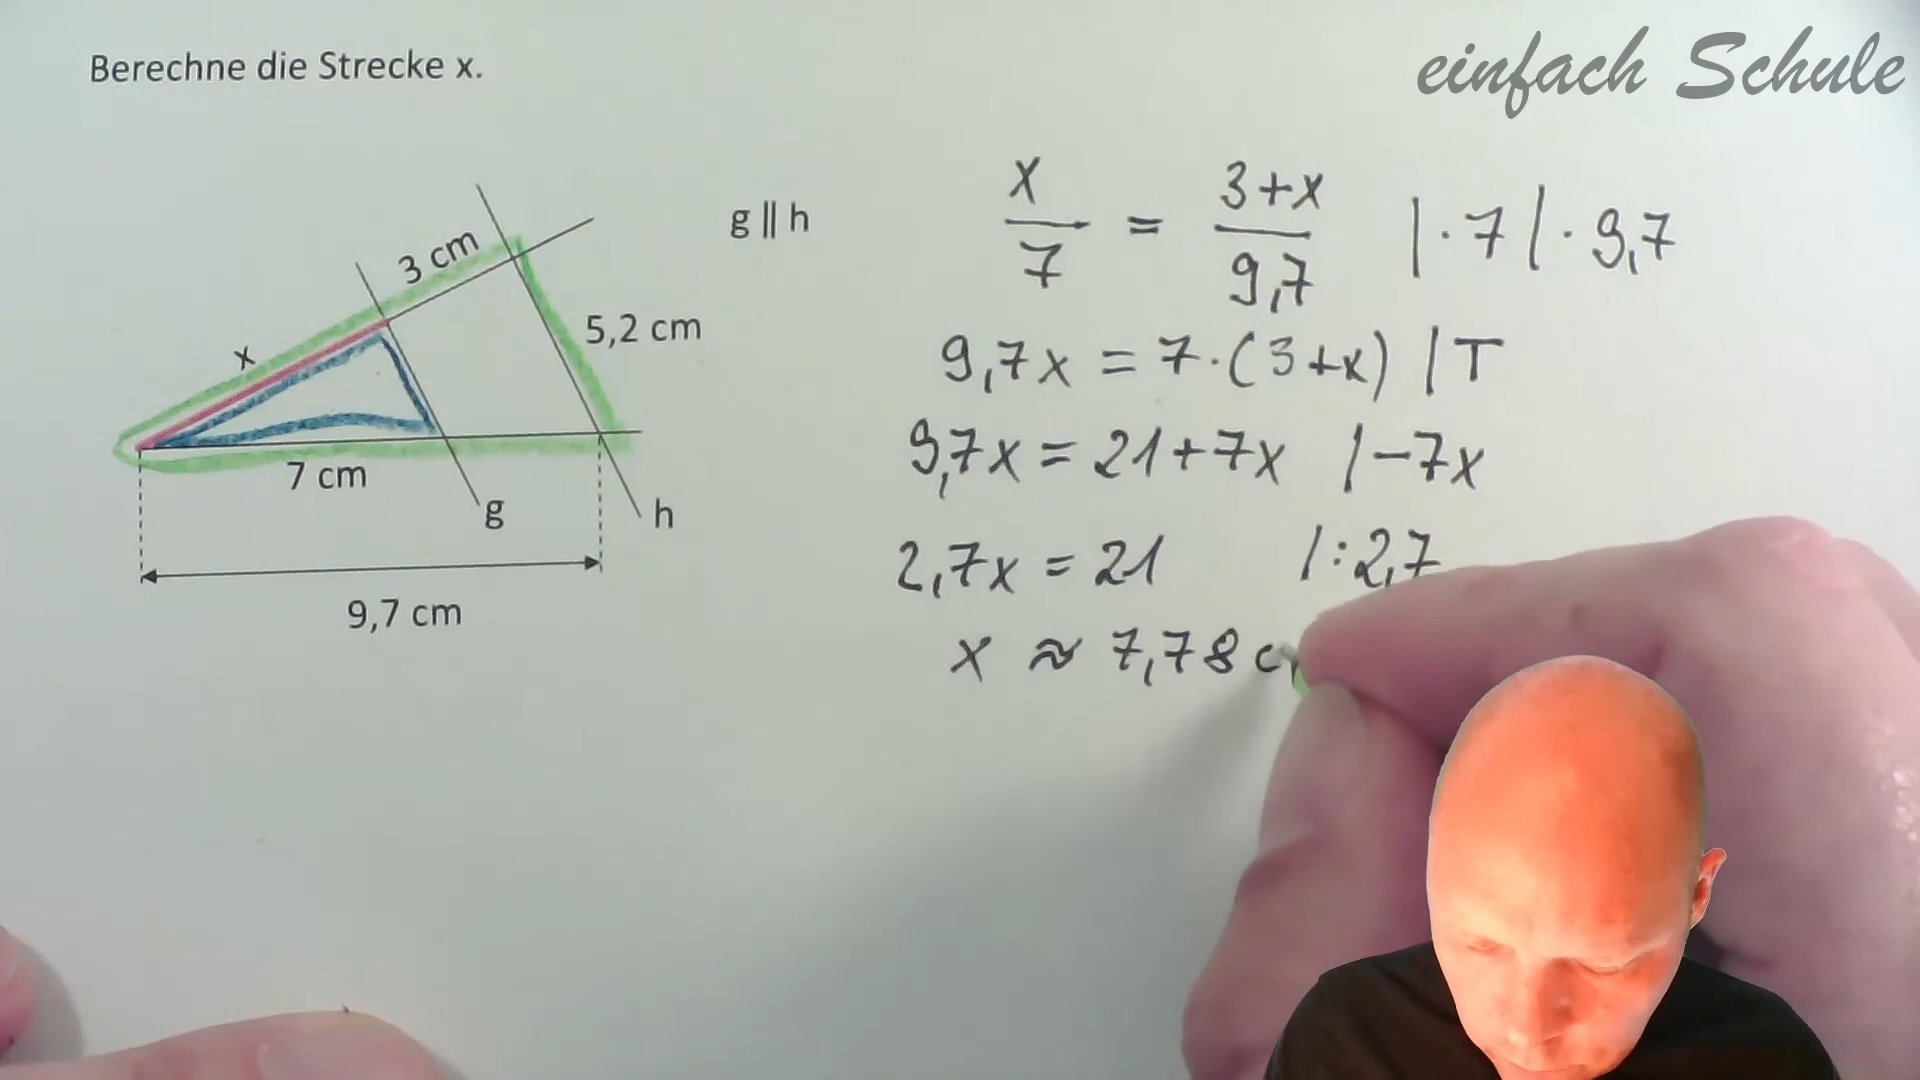 Berechne die Strecke x.
einfach Schule
g || h
3 cm
x
5,2 cm
7 cm
g
h
9,7 cm
x/7 = (3+x)/9,7 | · 7 | · 9,7
9,7x = 7 · (3+x) | T
9,7x = 21 + 7x | - 7x
2,7x = 21 | : 2,7
x ≈ 7,78